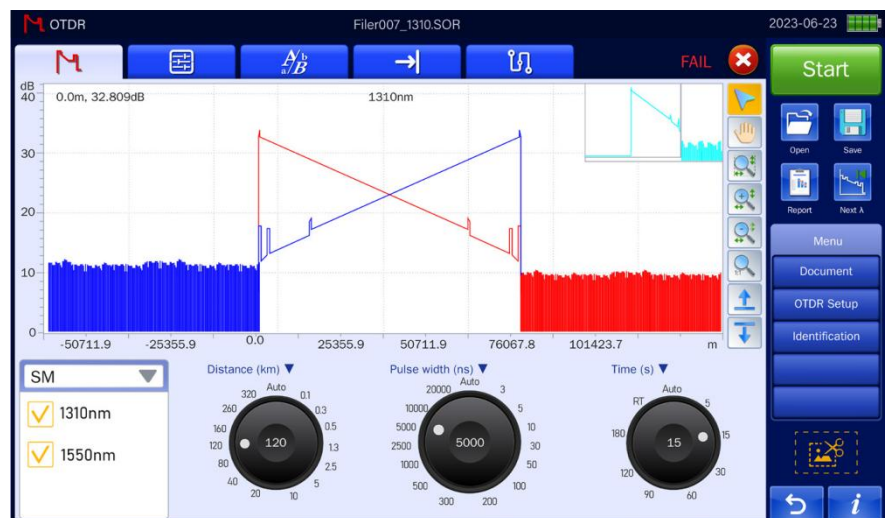 OTDR
Filer007_1310.SOR
2023-06-23
A/b
a/B
FAIL
Start
dB
40
0.0m, 32.809dB
1310nm
30
20
10
0
-50711.9
-25355.9
0.0
25355.9
50711.9
76067.8
101423.7
m
Open
Save
Report
Next λ
Menu
Document
OTDR Setup
Identification
SM
1310nm
1550nm
Distance (km) ▼
Auto
0.1
0.3
0.5
1.3
2.5
5
10
20
40
80
120
160
260
320
120
Pulse width (ns) ▼
Auto
3
5
10
30
50
100
200
300
500
1000
2500
5000
10000
20000
5000
Time (s) ▼
Auto
5
15
30
60
90
120
180
RT
15
i